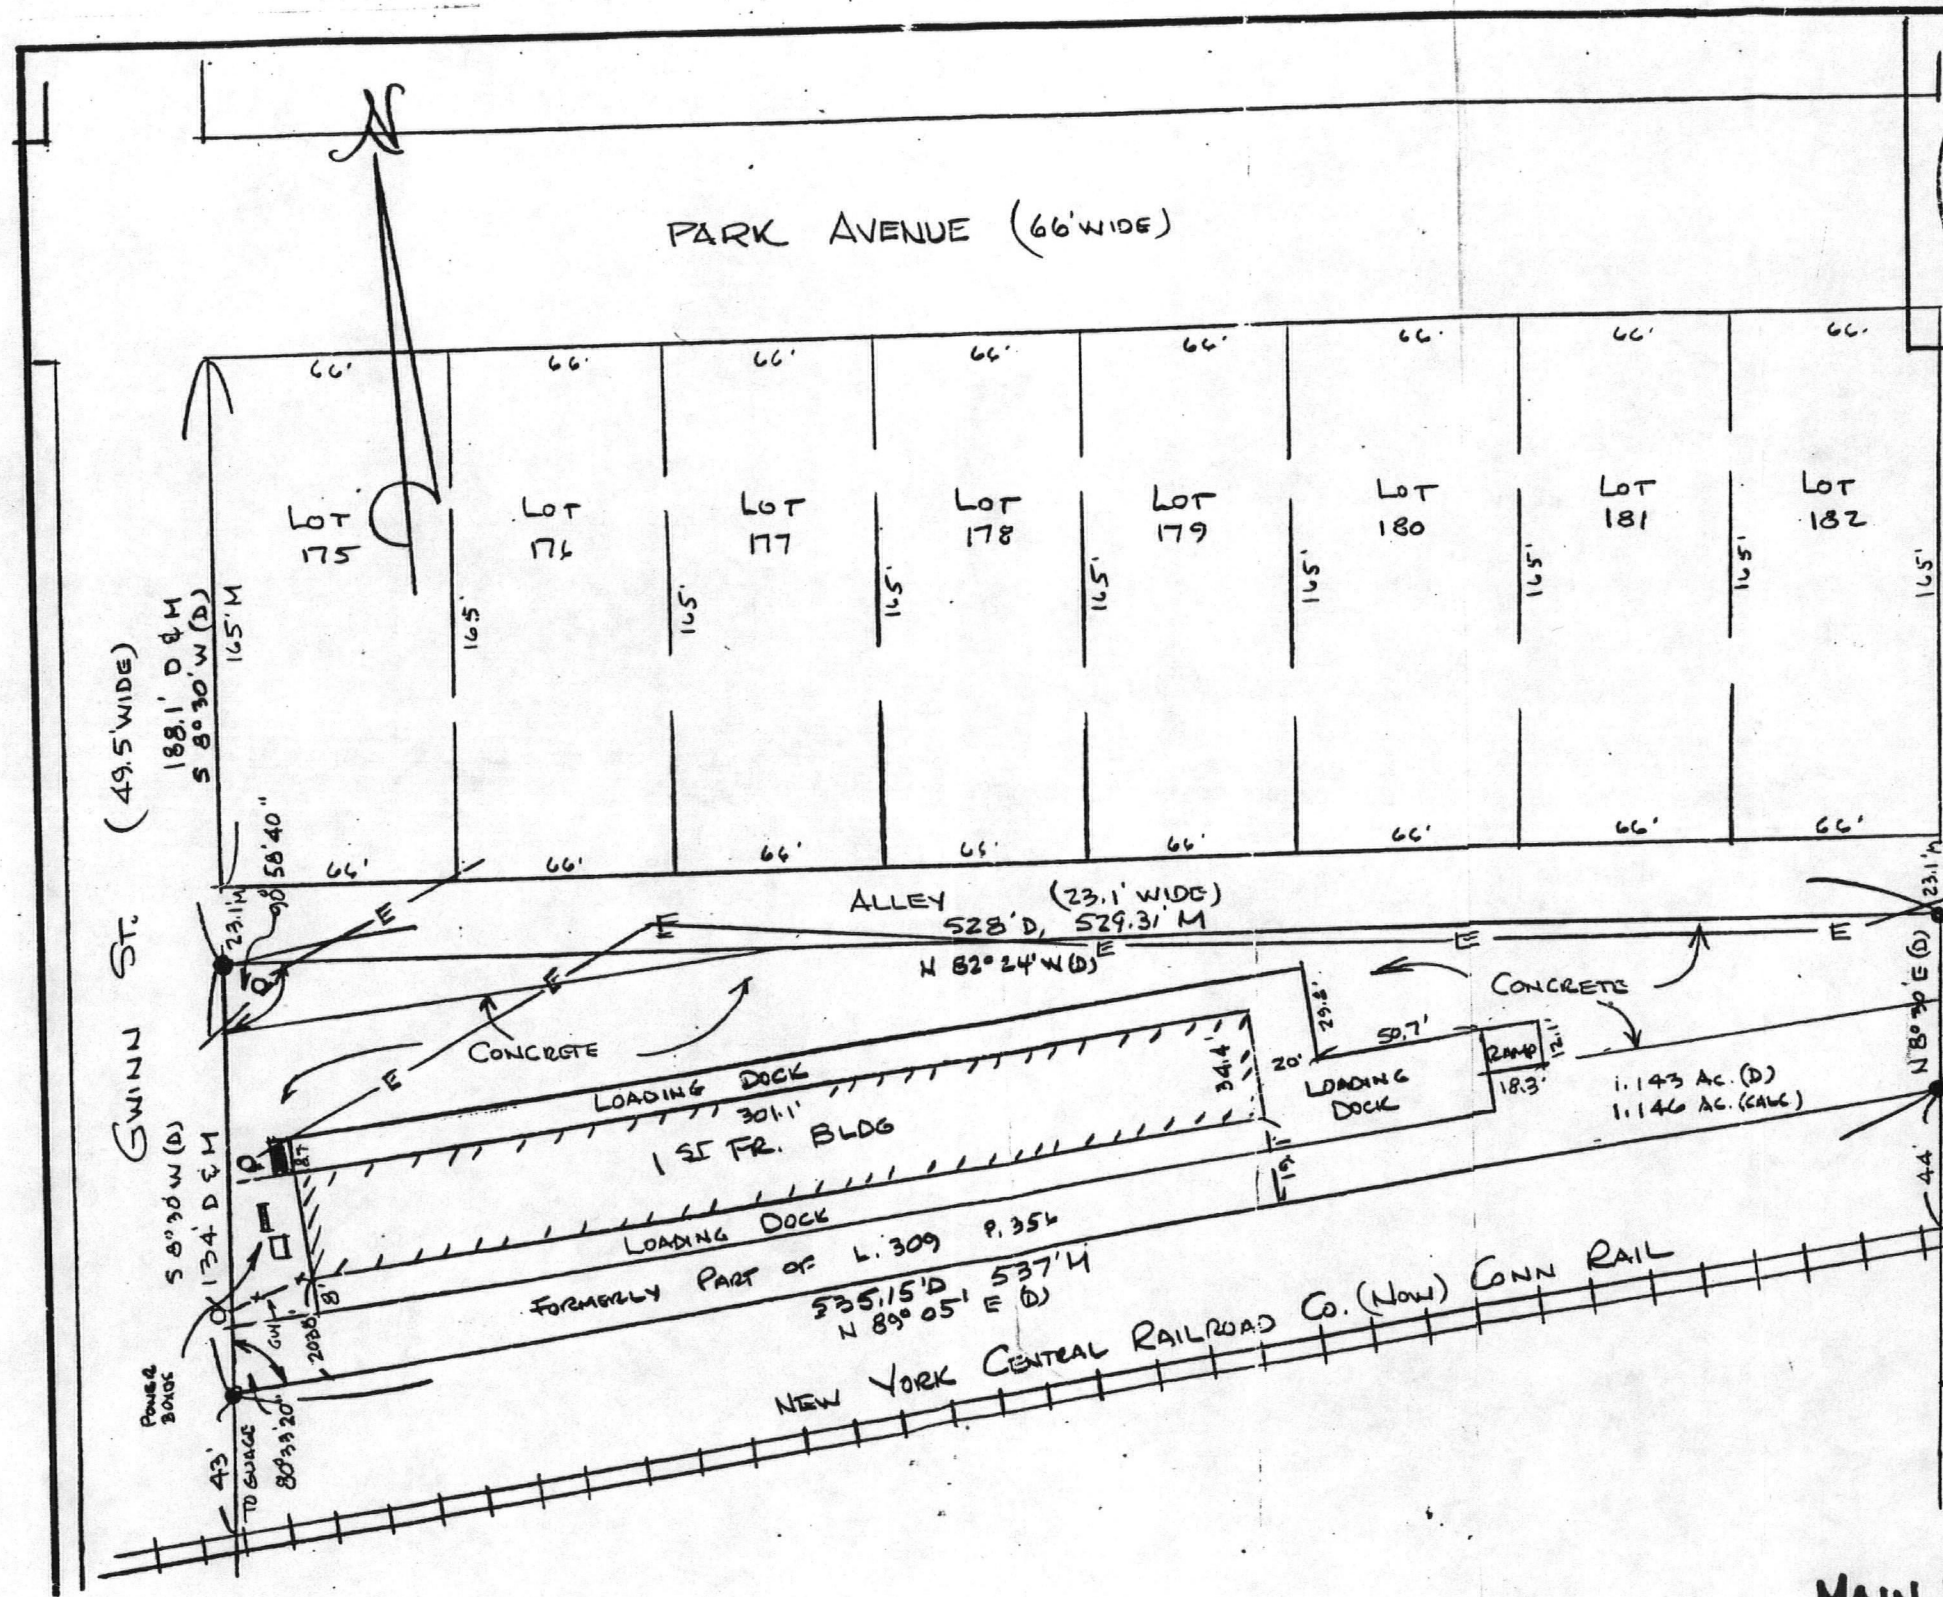 N
PARK AVENUE (66' WIDE)
66'
66'
66'
66'
66'
66'
66'
66'
LOT
175
LOT
176
LOT
177
LOT
178
LOT
179
LOT
180
LOT
181
LOT
182
165' M
165'
165'
165'
165'
165'
165'
165'
165'
188.1' D & M
S 8° 30' W (D)
GWINN ST. (49.5' WIDE)
66'
66'
66'
66'
66'
66'
66'
66'
23.1' M
90° 58' 40"
ALLEY (23.1' WIDE)
528' D, 529.31' M
N 82° 24' W (D)
E
E
E
E
E
E
E
23.1' M
CONCRETE
CONCRETE
N 8° 30' E (D)
LOADING DOCK
301.1'
1 ST FR. BLDG
34.4'
29.8'
20'
50.7'
LOADING
DOCK
RAMP
12.1'
18.3'
1.143 AC. (D)
1.146 AC. (CALC)
8.7'
LOADING DOCK
8'
FORMERLY PART OF L. 309 P. 356
535.15' D, 537' M
N 89° 05' E (D)
S 8° 30' W (D)
134' D & M
GUY
POWER
BOXES
43'
TO GUAGE
80° 33' 20"
44'
NEW YORK CENTRAL RAILROAD CO. (NOW) CONN RAIL
MAIN